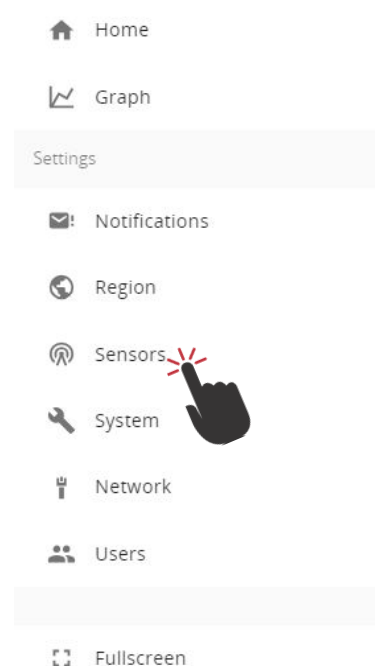 Home
Graph
Settings
Notifications
Region
Sensors
System
Network
Users
Fullscreen